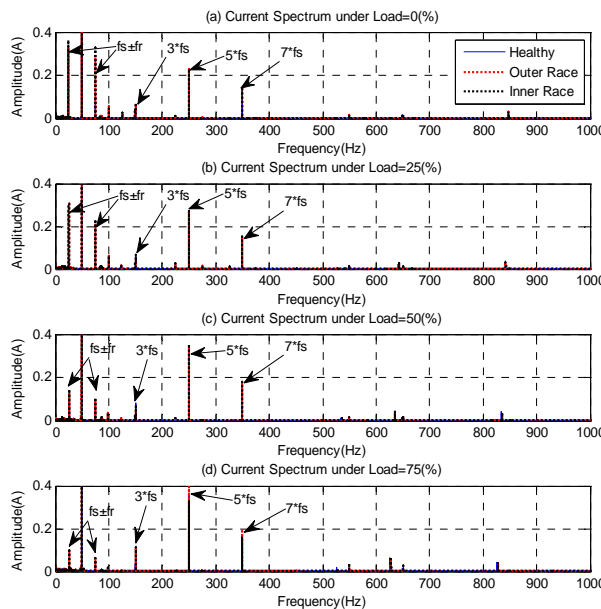 (a) Current Spectrum under Load=0(%)
Amplitude(A)
0.4
0.2
0
fs±fr
3*fs
5*fs
7*fs
Healthy
Outer Race
Inner Race
0 100 200 300 400 500 600 700 800 900 1000
Frequency(Hz)
(b) Current Spectrum under Load=25(%)
Amplitude(A)
0.4
0.2
0
fs±fr
3*fs
5*fs
7*fs
0 100 200 300 400 500 600 700 800 900 1000
Frequency(Hz)
(c) Current Spectrum under Load=50(%)
Amplitude(A)
0.4
0.2
0
fs±fr
3*fs
5*fs
7*fs
0 100 200 300 400 500 600 700 800 900 1000
Frequency(Hz)
(d) Current Spectrum under Load=75(%)
Amplitude(A)
0.4
0.2
0
fs±fr
3*fs
5*fs
7*fs
0 100 200 300 400 500 600 700 800 900 1000
Frequency(Hz)